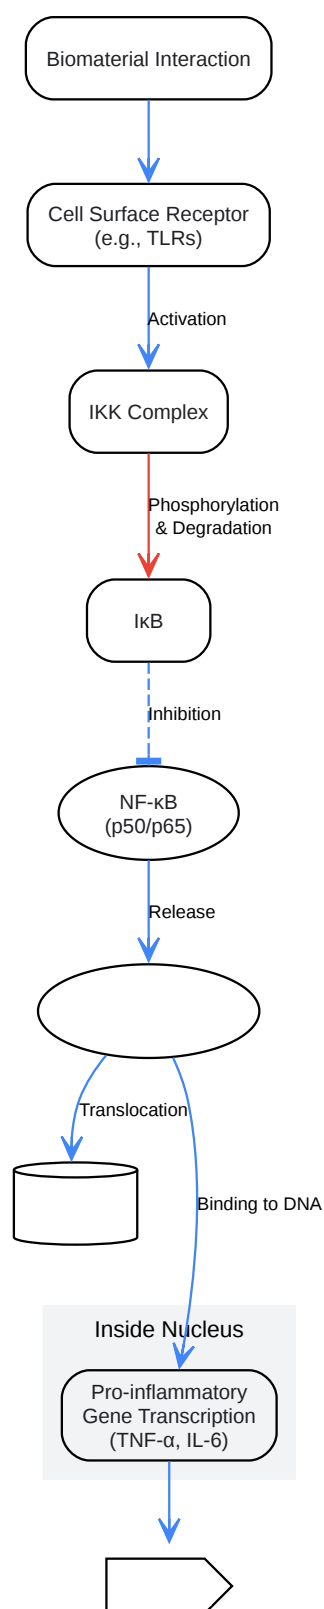 Biomaterial Interaction
Cell Surface Receptor
(e.g., TLRs)
Activation
IKK Complex
Phosphorylation
& Degradation
IκB
Inhibition
NF-κB
(p50/p65)
Release
Translocation
Binding to DNA
Inside Nucleus
Pro-inflammatory
Gene Transcription
(TNF-α, IL-6)